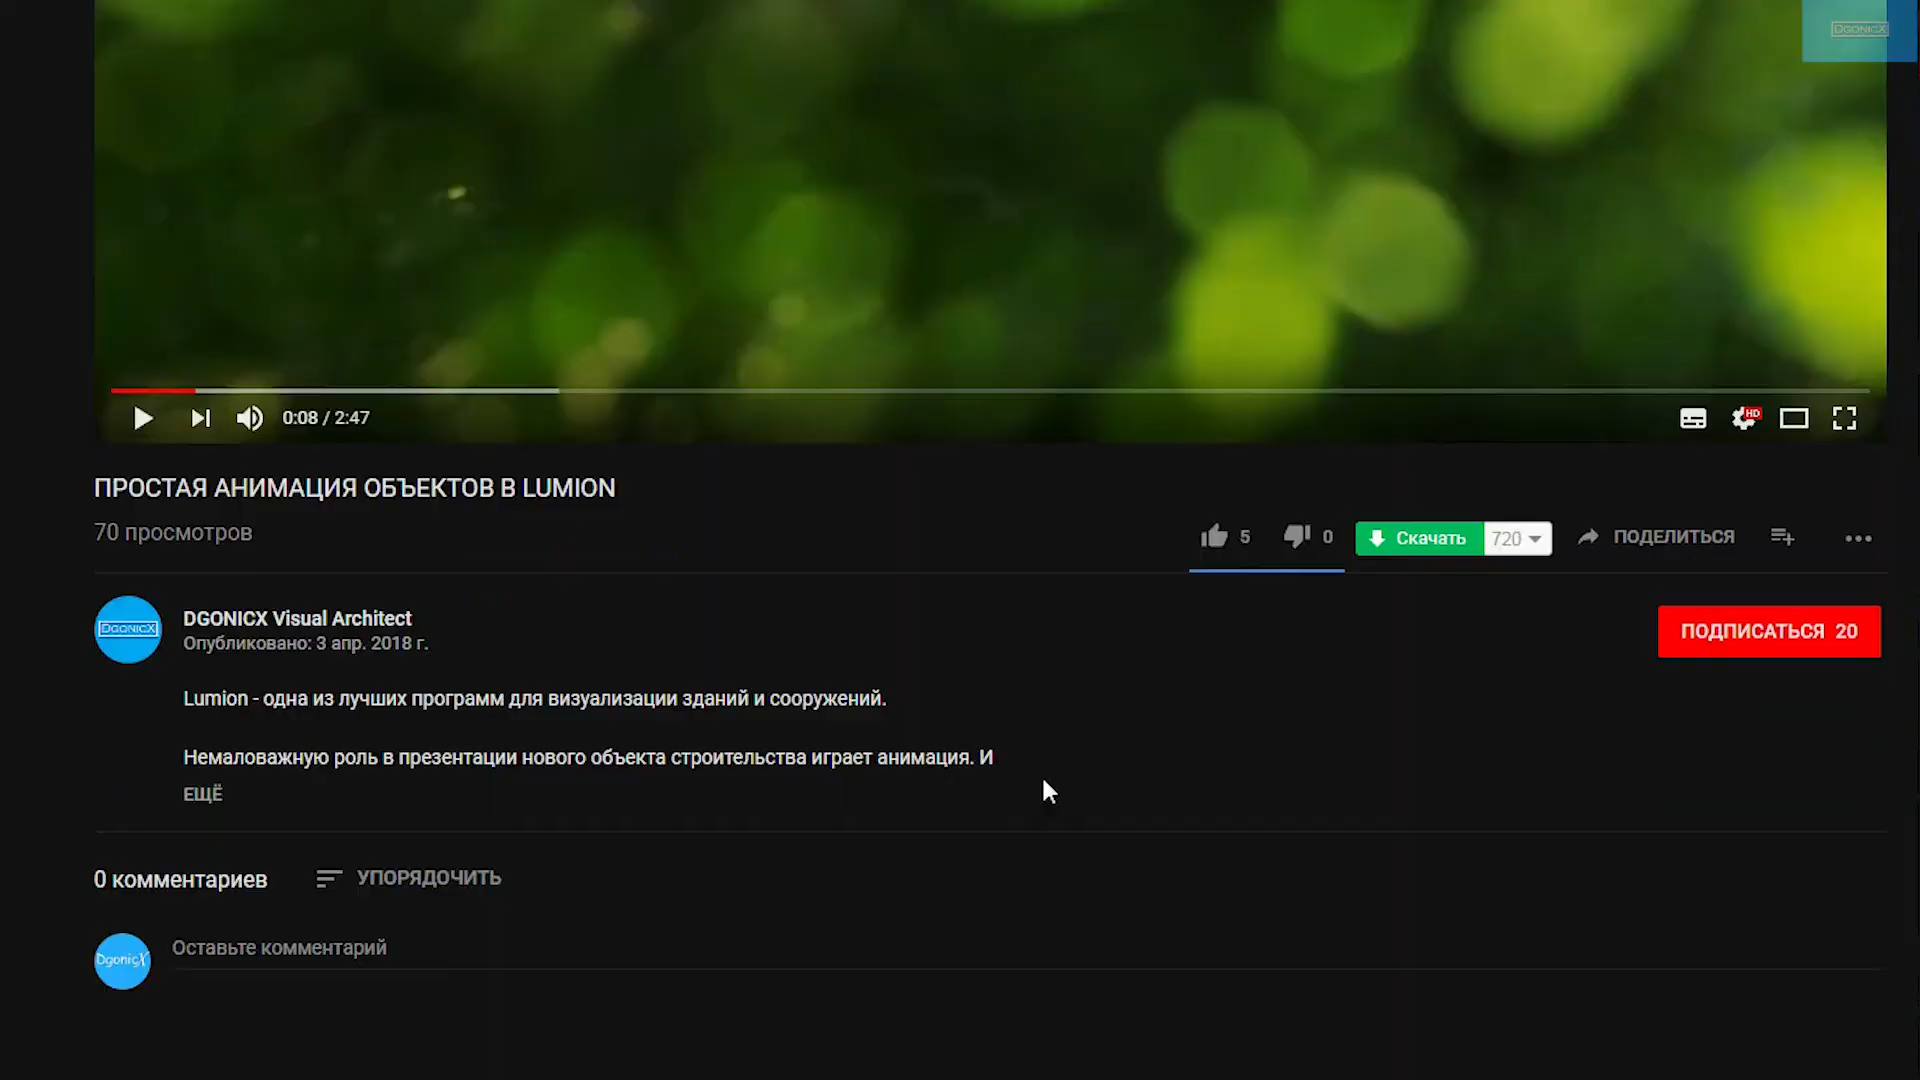 DGONICX
0:08 / 2:47
HD
ПРОСТАЯ АНИМАЦИЯ ОБЪЕКТОВ В LUMION
70 просмотров
5
0
Скачать
720
ПОДЕЛИТЬСЯ
DGONICX
DGONICX Visual Architect
Опубликовано: 3 апр. 2018 г.
ПОДПИСАТЬСЯ 20
Lumion - одна из лучших программ для визуализации зданий и сооружений.
Немаловажную роль в презентации нового объекта строительства играет анимация. И
ЕЩЁ
0 комментариев
УПОРЯДОЧИТЬ
DgonicX
Оставьте комментарий